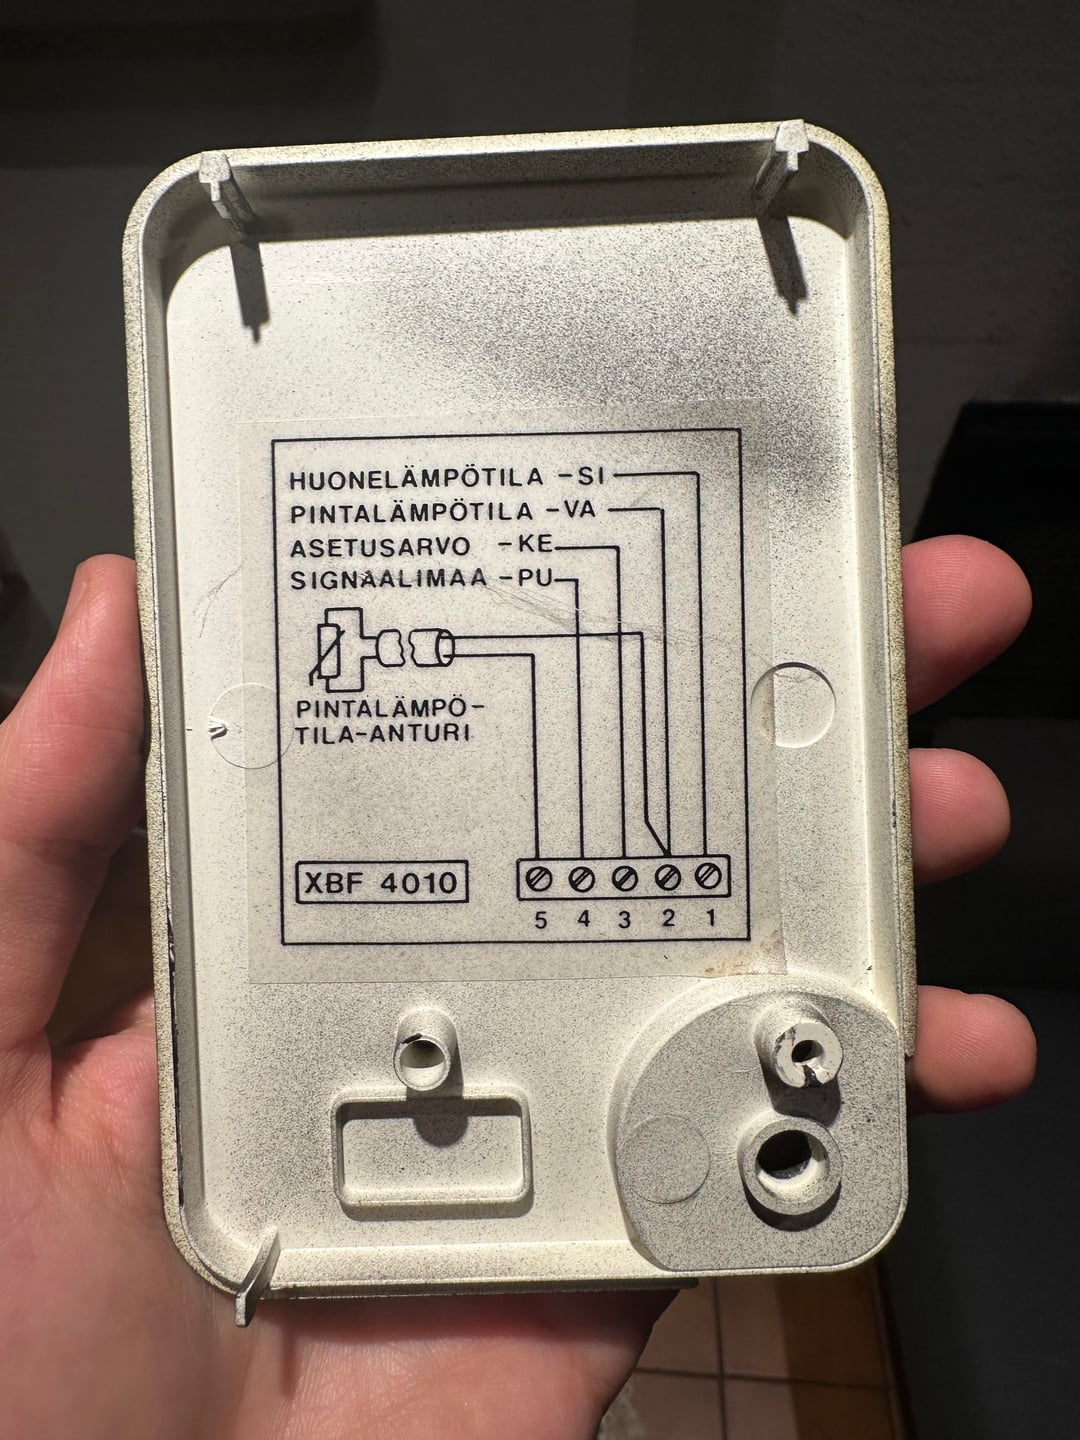 HUONELÄMPÖTILA -SI
PINTALÄMPÖTILA -VA
ASETUSARVO -KE
SIGNAALIMAA -PU
PINTALÄMPÖ-
TILA-ANTURI
XBF 4010
5 4 3 2 1